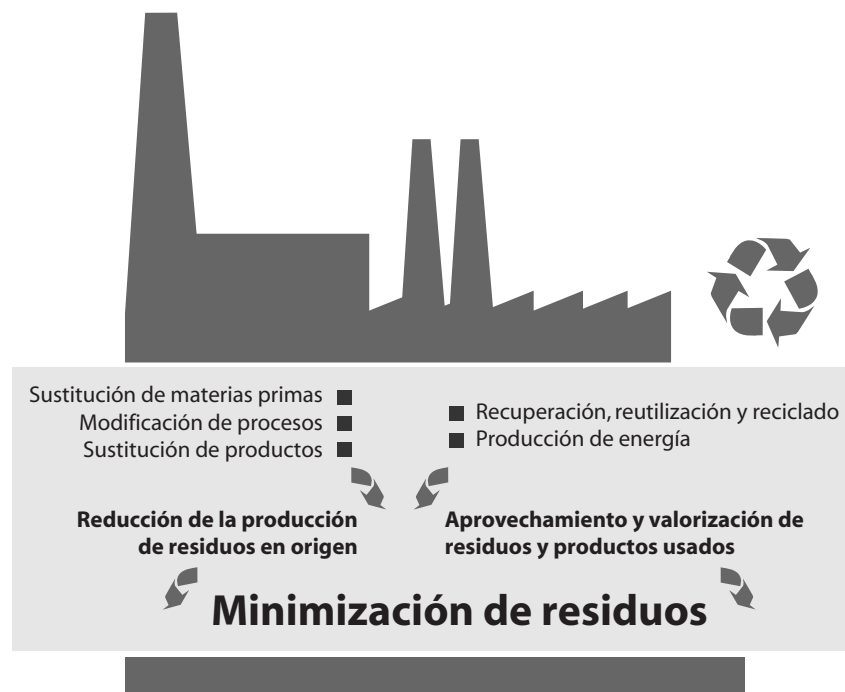 Sustitución de materias primas
Modificación de procesos
Sustitución de productos
Recuperación, reutilización y reciclado
Producción de energía
Reducción de la producción
de residuos en origen
Aprovechamiento y valorización de
residuos y productos usados
Minimización de residuos